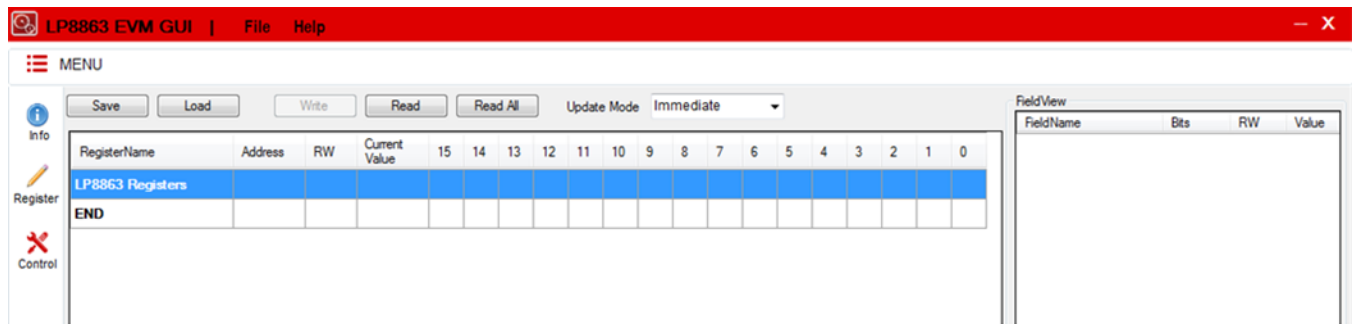 LP8863 EVM GUI | File Help – X
MENU
Save Load Write Read Read All Update Mode Immediate
Info
Register
Control
RegisterName Address RW Current Value 15 14 13 12 11 10 9 8 7 6 5 4 3 2 1 0
LP8863 Registers
END
FieldView
FieldName Bits RW Value